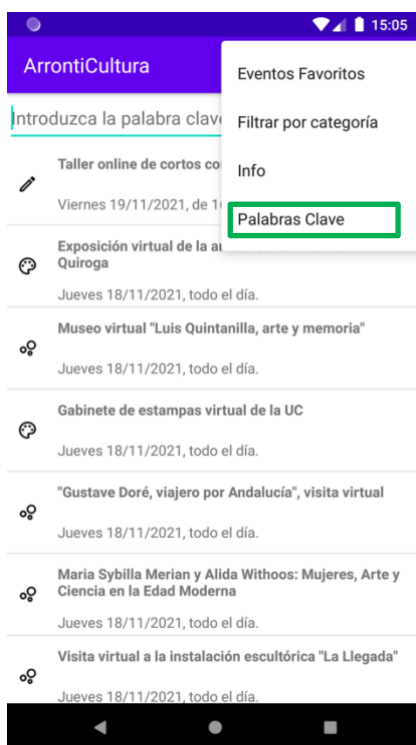 15:05
ArrontiCultura
Eventos Favoritos
Filtrar por categoría
Info
Palabras Clave
Introduzca la palabra clav
Taller online de cortos co
Viernes 19/11/2021, de 1
Exposición virtual de la
Quiroga
Jueves 18/11/2021, todo el día.
Museo virtual "Luis Quintanilla, arte y memoria"
Jueves 18/11/2021, todo el día.
Gabinete de estampas virtual de la UC
Jueves 18/11/2021, todo el día.
"Gustave Doré, viajero por Andalucía", visita virtual
Jueves 18/11/2021, todo el día.
Maria Sybilla Merian y Alida Withoos: Mujeres, Arte y
Ciencia en la Edad Moderna
Jueves 18/11/2021, todo el día.
Visita virtual a la instalación escultórica "La Llegada"
Jueves 18/11/2021, todo el día.